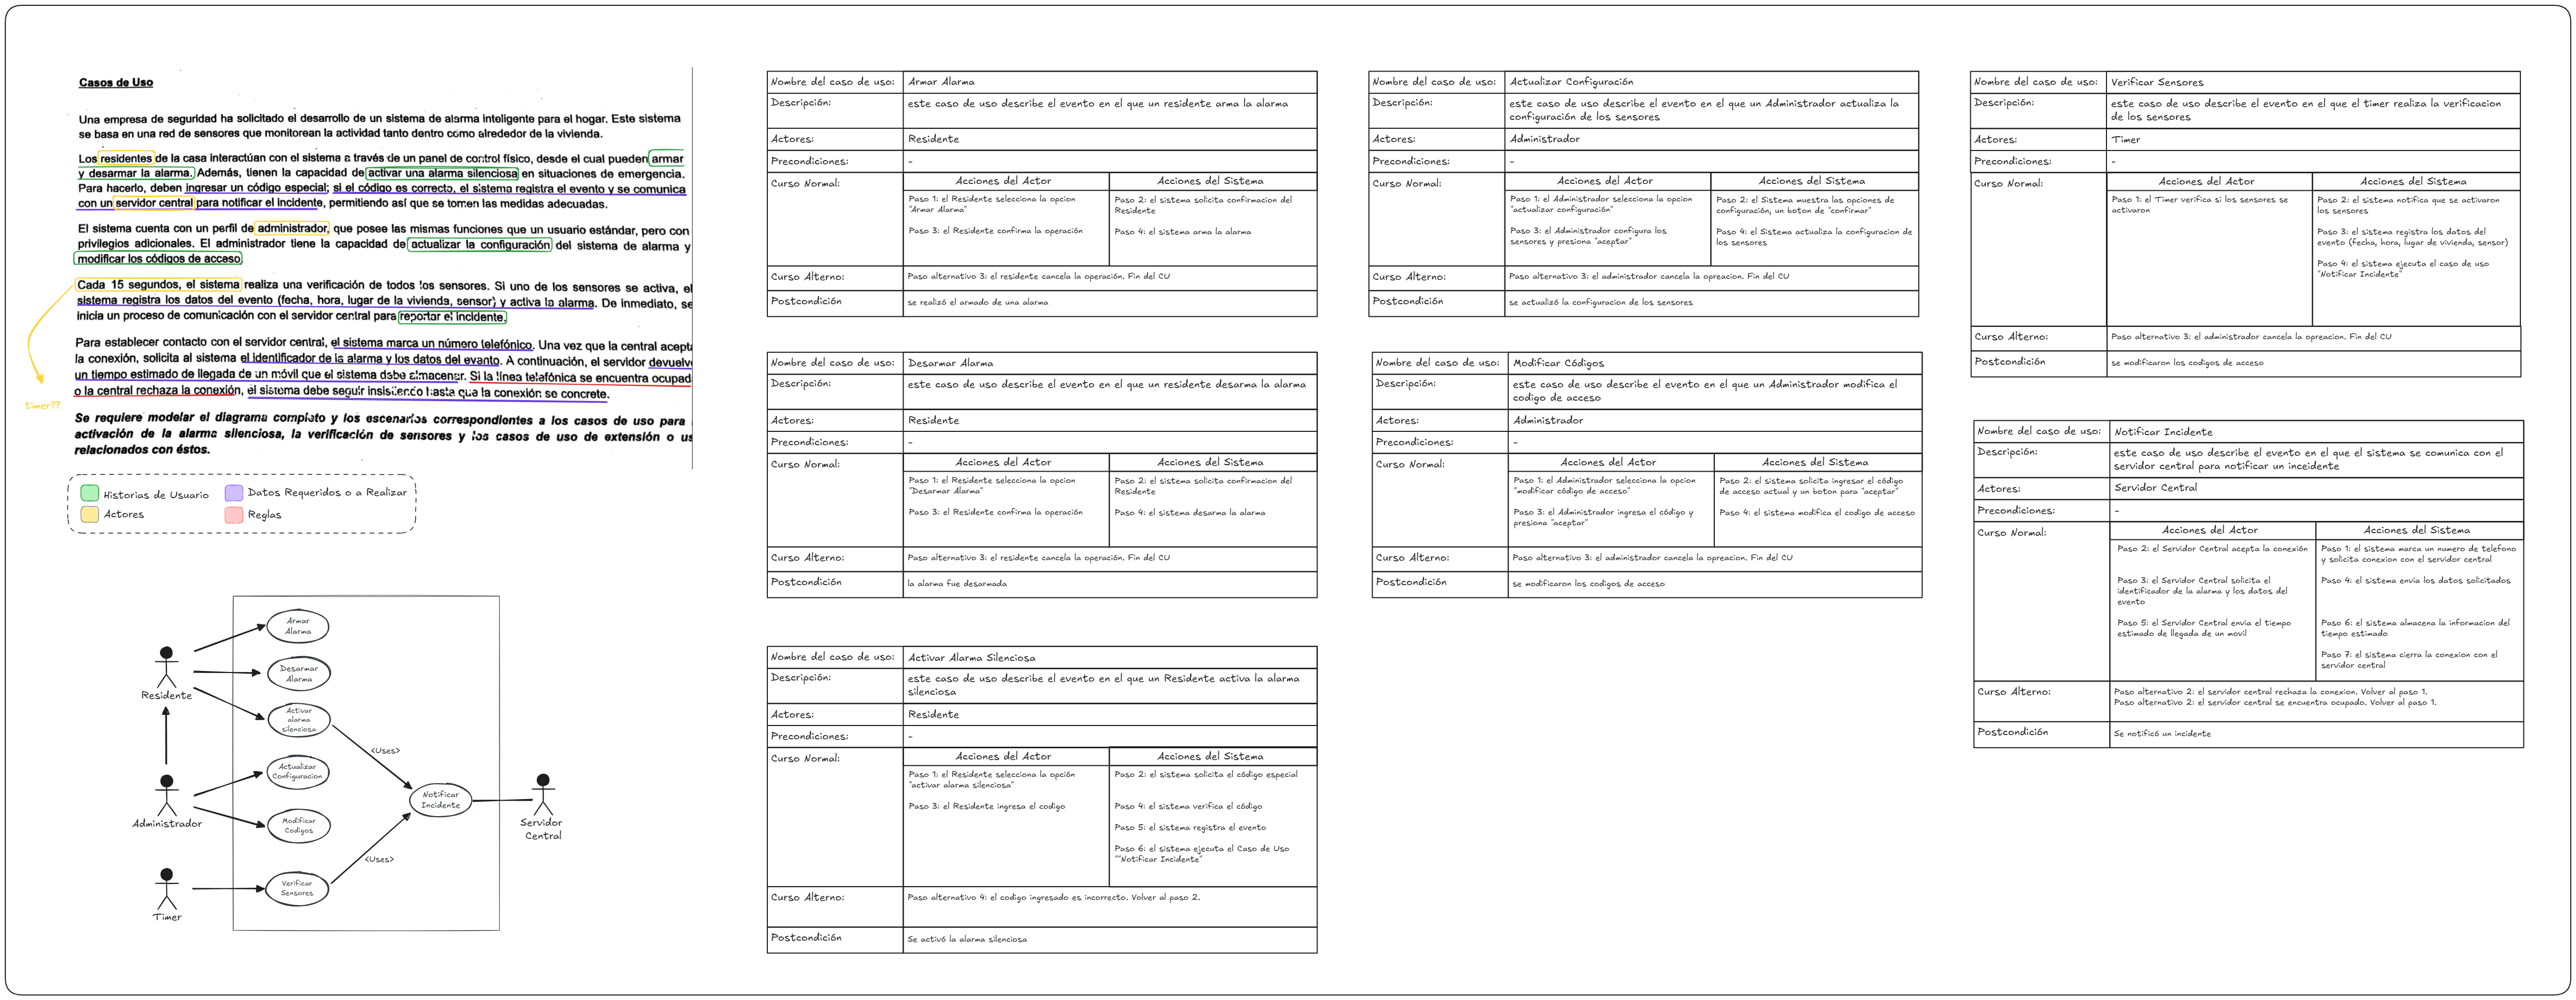 Casos de Uso
Una empresa de seguridad ha solicitado el desarrollo de un sistema de alarma inteligente para el hogar. Este sistema
se basa en una red de sensores que monitorean la actividad tanto dentro como alrededor de la vivienda.
Los residentes de la casa interactúan con el sistema a través de un panel de control físico, desde el cual pueden armar
y desarmar la alarma. Además, tienen la capacidad de activar una alarma silenciosa en situaciones de emergencia.
Para hacerlo, deben ingresar un código especial; si el código es correcto, el sistema registra el evento y se comunica
con un servidor central para notificar el incidente, permitiendo así que se tomen las medidas adecuadas.
El sistema cuenta con un perfil de administrador, que posee las mismas funciones que un usuario estándar, pero con
privilegios adicionales. El administrador tiene la capacidad de actualizar la configuración del sistema de alarma y
modificar los códigos de acceso
Cada 15 segundos, el sistema realiza una verificación de todos los sensores. Si uno de los sensores se activa, el
sistema registra los datos del evento (fecha, hora, lugar de la vivienda, sensor) y activa la alarma. De inmediato, se
inicia un proceso de comunicación con el servidor central para reportar el incidente.
Para establecer contacto con el servidor central, el sistema marca un número telefónico. Una vez que la central acepta
la conexión, solicita al sistema el identificador de la alarma y los datos del evento. A continuación, el servidor devuelve
un tiempo estimado de llegada de un móvil que el sistema debe almacenar. Si la línea telefónica se encuentra ocupad
o la central rechaza la conexión, el sistema debe seguir insistiendo hasta que la conexión se concrete.
timer??
Se requiere modelar el diagrama completo y los escenarios correspondientes a los casos de uso para
activación de la alarma silenciosa, la verificación de sensores y los casos de uso de extensión o us
relacionados con éstos.
Historias de Usuario
Datos Requeridos o a Realizar
Actores
Reglas
Armar
Alarma
Desarmar
Alarma
Residente
Activar
alarma
silenciosa
<Uses>
Actualizar
Configuracion
Notificar
Incidente
Administrador
Modificar
Codigos
Servidor
Central
<Uses>
Verificar
Sensores
Timer
Nombre del caso de uso: Armar Alarma
Descripción: este caso de uso describe el evento en el que un residente arma la alarma
Actores: Residente
Precondiciones: -
Curso Normal: Acciones del Actor Acciones del Sistema
Paso 1: el Residente selecciona la opcion
"Armar Alarma"
Paso 3: el Residente confirma la operación
Paso 2: el sistema solicita confirmacion del
Residente
Paso 4: el sistema arma la alarma
Curso Alterno: Paso alternativo 3: el residente cancela la operación. Fin del CU
Postcondición se realizó el armado de una alarma
Nombre del caso de uso: Desarmar Alarma
Descripción: este caso de uso describe el evento en el que un residente desarma la alarma
Actores: Residente
Precondiciones: -
Curso Normal: Acciones del Actor Acciones del Sistema
Paso 1: el Residente selecciona la opcion
"Desarmar Alarma"
Paso 3: el Residente confirma la operación
Paso 2: el sistema solicita confirmacion del
Residente
Paso 4: el sistema desarma la alarma
Curso Alterno: Paso alternativo 3: el residente cancela la operación. Fin del CU
Postcondición la alarma fue desarmada
Nombre del caso de uso: Activar Alarma Silenciosa
Descripción: este caso de uso describe el evento en el que un Residente activa la alarma
silenciosa
Actores: Residente
Precondiciones: -
Curso Normal: Acciones del Actor Acciones del Sistema
Paso 1: el Residente selecciona la opción
"activar alarma silenciosa"
Paso 3: el Residente ingresa el codigo
Paso 2: el sistema solicita el código especial
Paso 4: el sistema verifica el código
Paso 5: el sistema registra el evento
Paso 6: el sistema ejecuta el Caso de Uso
""Notificar Incidente"
Curso Alterno: Paso alternativo 4: el codigo ingresado es incorrecto. Volver al paso 2.
Postcondición Se activó la alarma silenciosa
Nombre del caso de uso: Actualizar Configuración
Descripción: este caso de uso describe el evento en el que un Administrador actualiza la
configuración de los sensores
Actores: Administrador
Precondiciones: -
Curso Normal: Acciones del Actor Acciones del Sistema
Paso 1: el Administrador selecciona la opcion
"actualizar configuración"
Paso 3: el Administrador configura los
sensores y presiona "aceptar"
Paso 2: el Sistema muestra las opciones de
configuración, un boton de "confirmar"
Paso 4: el Sistema actualiza la configuracion de
los sensores
Curso Alterno: Paso alternativo 3: el administrador cancela la opreacion. Fin del CU
Postcondición se actualizó la configuracion de los sensores
Nombre del caso de uso: Modificar Códigos
Descripción: este caso de uso describe el evento en el que un Administrador modifica el
codigo de acceso
Actores: Administrador
Precondiciones: -
Curso Normal: Acciones del Actor Acciones del Sistema
Paso 1: el Administrador selecciona la opcion
"modificar código de acceso"
Paso 3: el Administrador ingresa el código y
presiona "aceptar"
Paso 2: el sistema solicita ingresar el código
de acceso actual y un boton para "aceptar"
Paso 4: el sistema modifica el codigo de acceso
Curso Alterno: Paso alternativo 3: el administrador cancela la opreacion. Fin del CU
Postcondición se modificaron los codigos de acceso
Nombre del caso de uso: Verificar Sensores
Descripción: este caso de uso describe el evento en el que el timer realiza la verificacion
de los sensores
Actores: Timer
Precondiciones: -
Curso Normal: Acciones del Actor Acciones del Sistema
Paso 1: el Timer verifica si los sensores se
activaron
Paso 2: el sistema notifica que se activaron
los sensores
Paso 3: el sistema registra los datos del
evento (fecha, hora, lugar de vivienda, sensor)
Paso 4: el sistema ejecuta el caso de uso
"Notificar Incidente"
Curso Alterno: Paso alternativo 3: el administrador cancela la opreacion. Fin del CU
Postcondición se modificaron los codigos de acceso
Nombre del caso de uso: Notificar Incidente
Descripción: este caso de uso describe el evento en el que el sistema se comunica con el
servidor central para notificar un inceidente
Actores: Servidor Central
Precondiciones: -
Curso Normal: Acciones del Actor Acciones del Sistema
Paso 2: el Servidor Central acepta la conexión
Paso 3: el Servidor Central solicita el
identificador de la alarma y los datos del
evento
Paso 5: el Servidor Central envia el tiempo
estimado de llegada de un movil
Paso 1: el sistema marca un numero de telefono
y solicita conexion con el servidor central
Paso 4: el sistema envia los datos solicitados
Paso 6: el sistema almacena la informacion del
tiempo estimado
Paso 7: el sistema cierra la conexion con el
servidor central
Curso Alterno: Paso alternativo 2: el servidor central rechaza la conexion. Volver al paso 1.
Paso alternativo 2: el servidor central se encuentra ocupado. Volver al paso 1.
Postcondición Se notificó un incidente